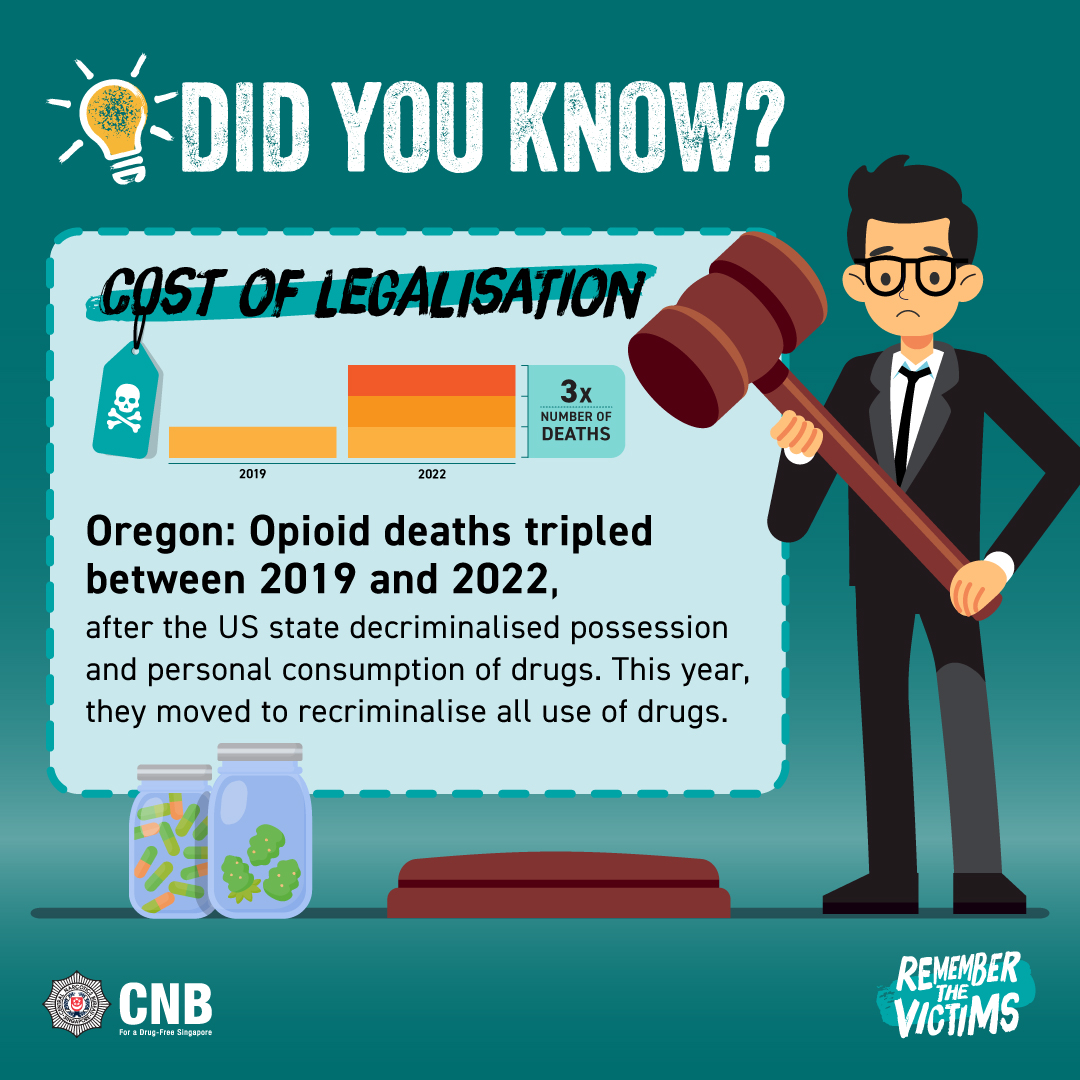 DID YOU KNOW?
COST OF LEGALISATION
3x
NUMBER OF
DEATHS
2019
2022
Oregon: Opioid deaths tripled
between 2019 and 2022,
after the US state decriminalised possession
and personal consumption of drugs. This year,
they moved to recriminalise all use of drugs.
CNB
For a Drug-Free Singapore
REMEMBER
THE
VICTIMS